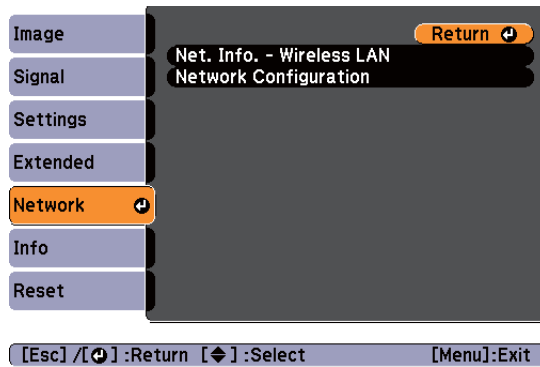 Image
Signal
Settings
Extended
Network
Info
Reset
Return
Net. Info. - Wireless LAN
Network Configuration
[Esc] /[⏎] :Return [◆] :Select [Menu]:Exit